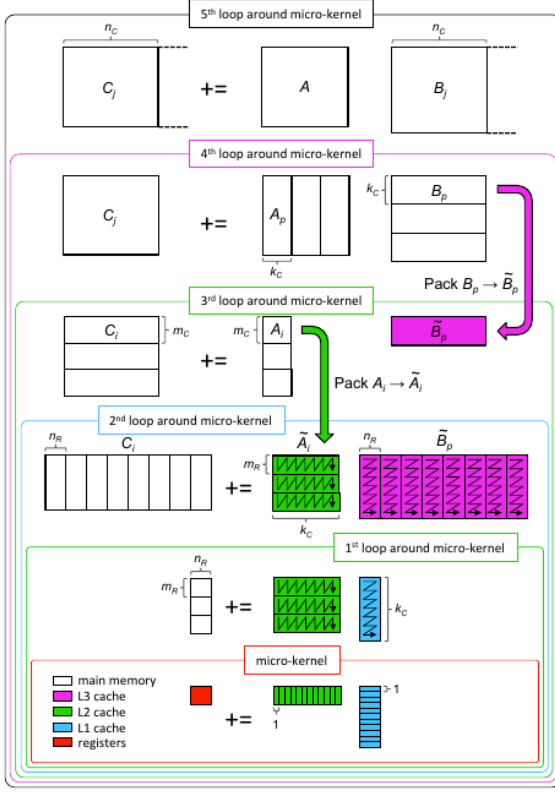 5th loop around micro-kernel
nC nC
Cj += A Bj
4th loop around micro-kernel
Cj += Ap kC Bp
kC
Pack Bp → B̃p
3rd loop around micro-kernel
Ci mC += mC Ai B̃p
Pack Ai → Ãi
2nd loop around micro-kernel
nR Ci Ãi nR B̃p
mR
+=
kC
1st loop around micro-kernel
nR
mR += kC
micro-kernel
main memory
L3 cache
L2 cache
L1 cache
registers
+=
1
1